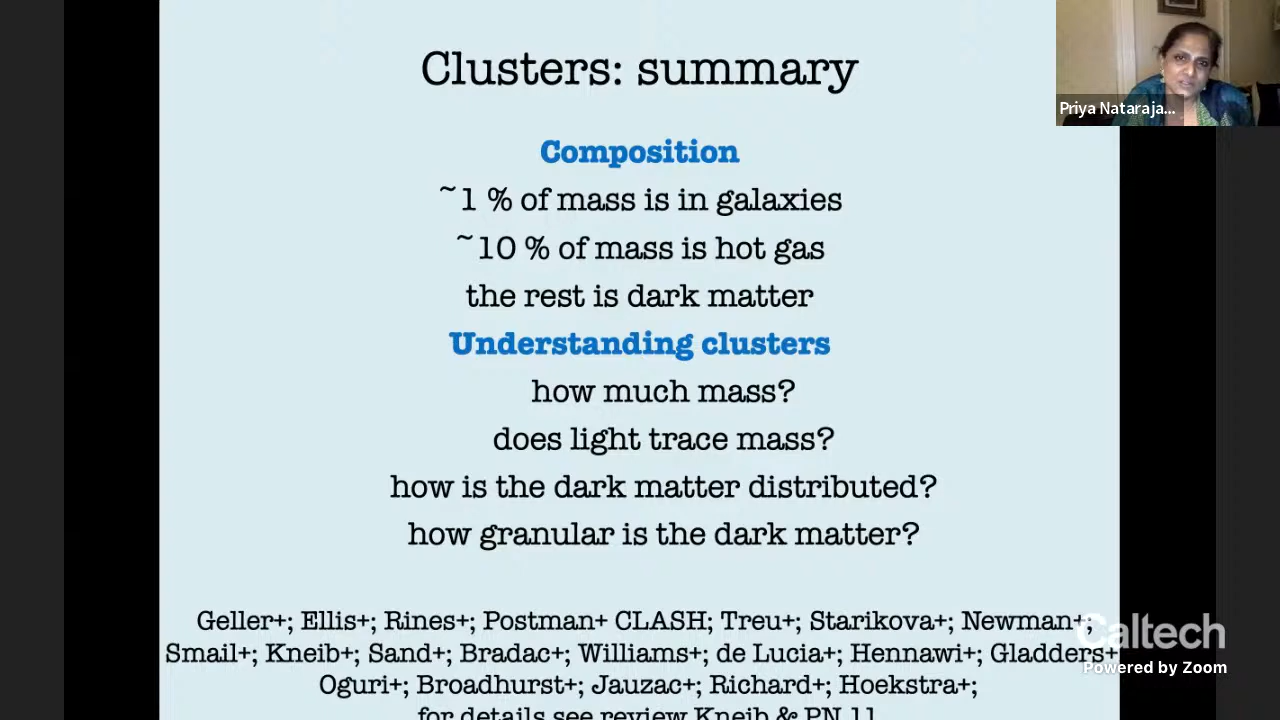 Clusters: summary
Priya Nataraja...
Composition
~1 % of mass is in galaxies
~10 % of mass is hot gas
the rest is dark matter
Understanding clusters
how much mass?
does light trace mass?
how is the dark matter distributed?
how granular is the dark matter?
Geller+; Ellis+; Rines+; Postman+ CLASH; Treu+; Starikova+; Newman+;
Smail+; Kneib+; Sand+; Bradac+; Williams+; de Lucia+; Hennawi+; Gladders+
Oguri+; Broadhurst+; Jauzac+; Richard+; Hoekstra+;
for details see review Kneib & PN 11
Caltech
Powered by Zoom